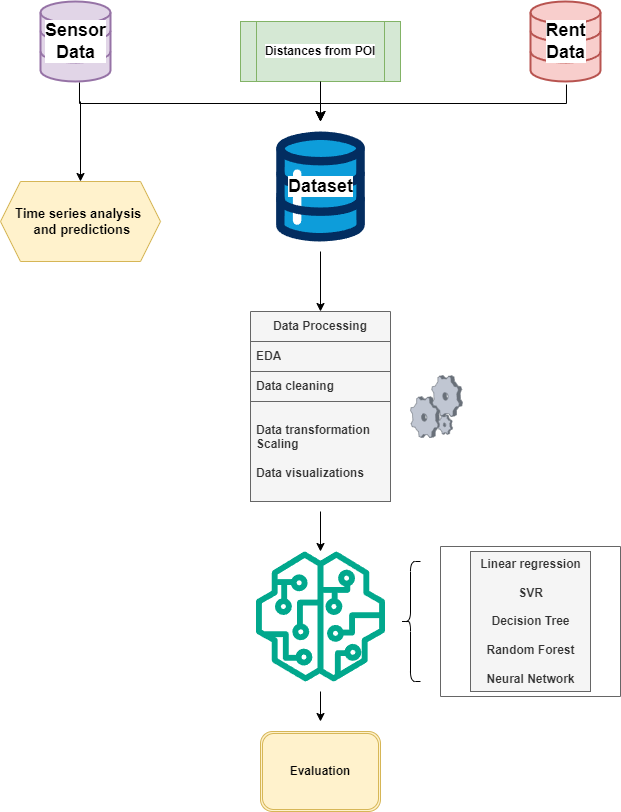 Sensor
Data
Distances from POI
Rent
Data
Dataset
Time series analysis
and predictions
Data Processing
EDA
Data cleaning
Data transformation
Scaling
Data visualizations
Linear regression
SVR
Decision Tree
Random Forest
Neural Network
Evaluation